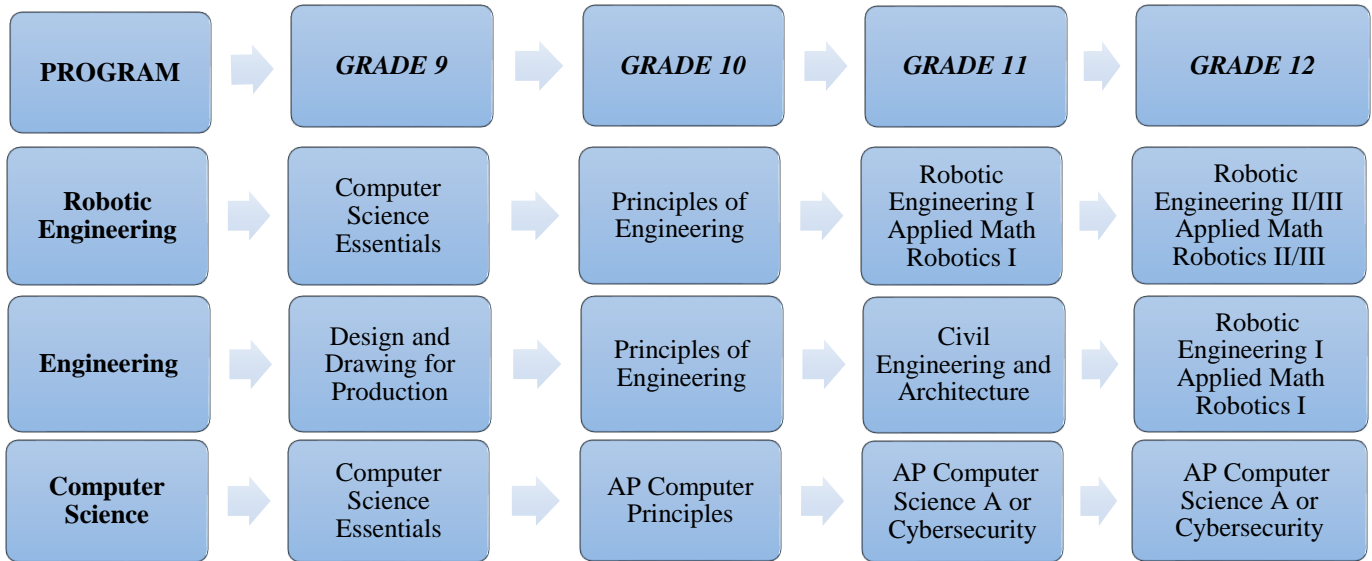 PROGRAM
GRADE 9
GRADE 10
GRADE 11
GRADE 12
Robotic
Engineering
Computer
Science
Essentials
Principles of
Engineering
Robotic
Engineering I
Applied Math
Robotics I
Robotic
Engineering II/III
Applied Math
Robotics II/III
Engineering
Design and
Drawing for
Production
Principles of
Engineering
Civil
Engineering and
Architecture
Robotic
Engineering I
Applied Math
Robotics I
Computer
Science
Computer
Science
Essentials
AP Computer
Principles
AP Computer
Science A or
Cybersecurity
AP Computer
Science A or
Cybersecurity